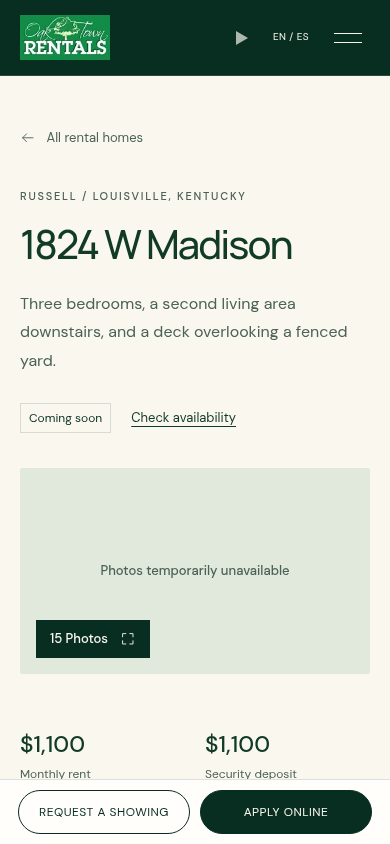 Oak Town
RENTALS
EN / ES
← All rental homes
RUSSELL / LOUISVILLE, KENTUCKY
1824 W Madison
Three bedrooms, a second living area
downstairs, and a deck overlooking a fenced
yard.
Coming soon
Check availability
Photos temporarily unavailable
15 Photos
$1,100
$1,100
Monthly rent
Security deposit
REQUEST A SHOWING
APPLY ONLINE